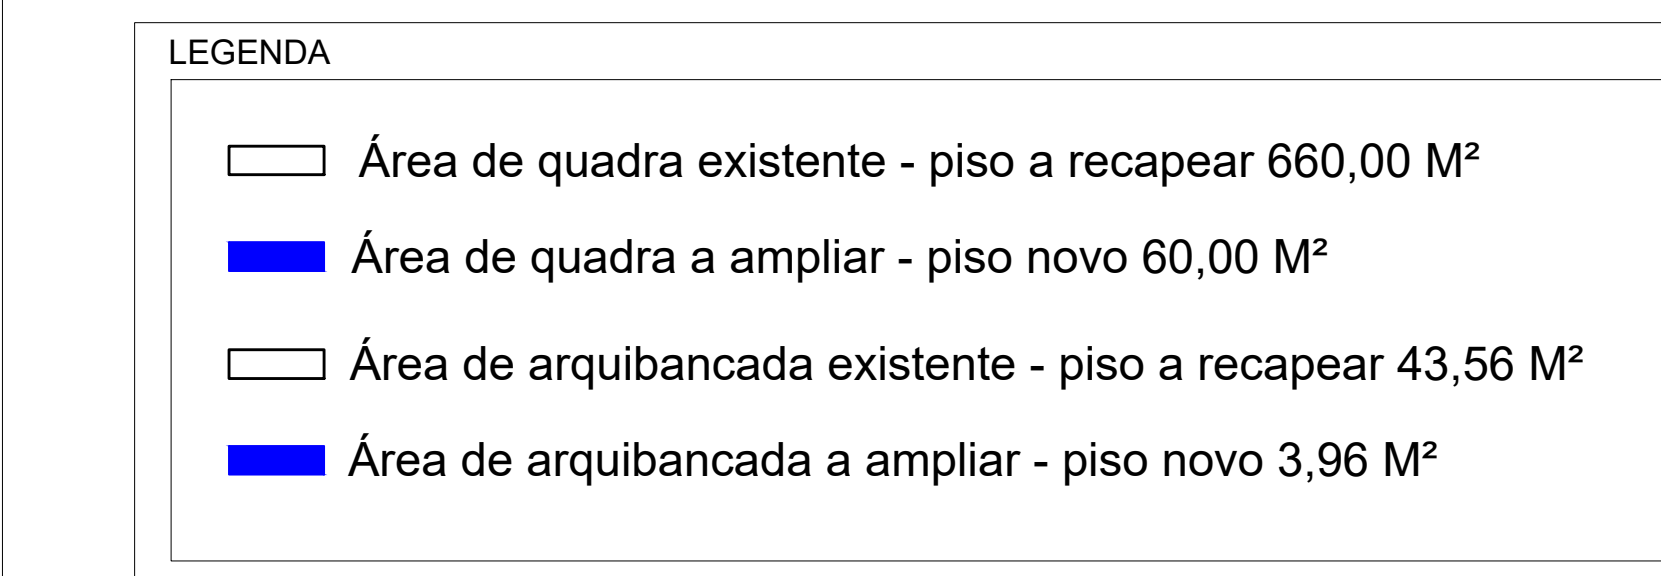 LEGENDA
Área de quadra existente - piso a recapear 660,00 M²
Área de quadra a ampliar - piso novo 60,00 M²
Área de arquibancada existente - piso a recapear 43,56 M²
Área de arquibancada a ampliar - piso novo 3,96 M²